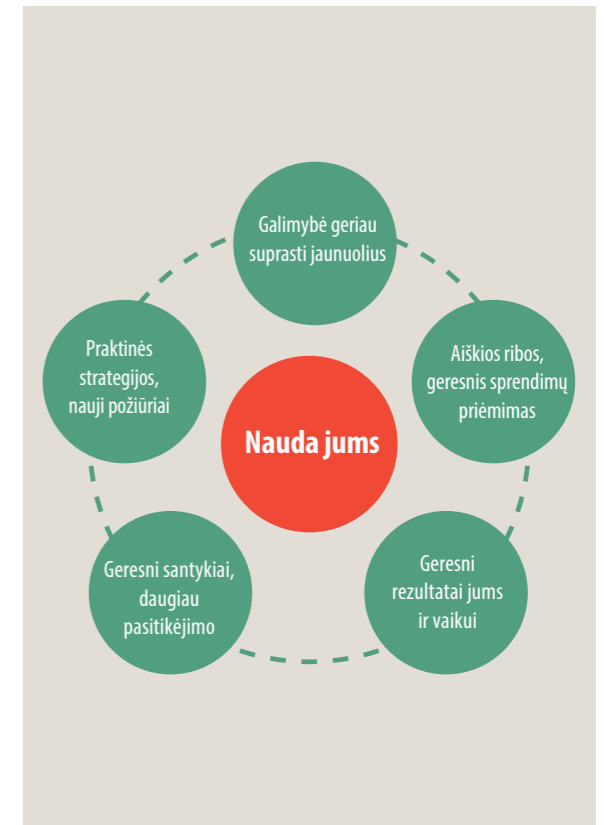 Galimybė geriau
suprasti jaunuolius
Aiškios ribos,
geresnis sprendimų
priėmimas
Geresni
rezultatai jums
ir vaikui
Geresni santykiai,
daugiau
pasitikėjimo
Praktinės
strategijos,
nauji požiūriai
Nauda jums